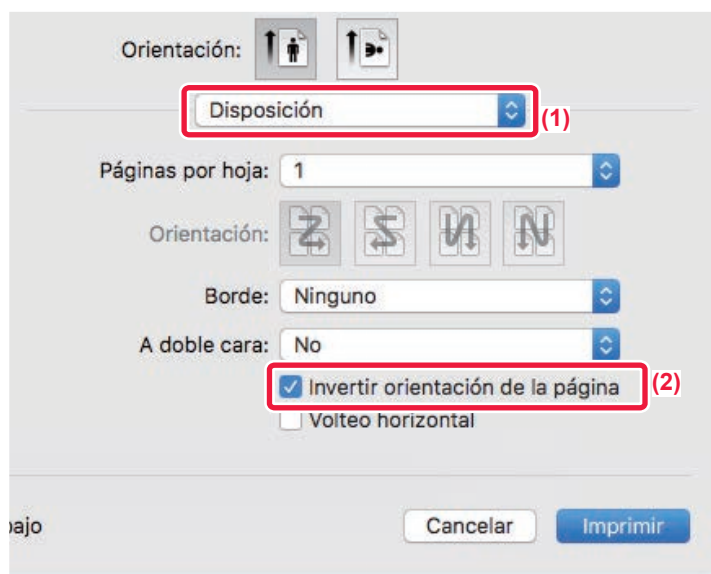 Orientación:
Disposición
(1)
Páginas por hoja: 1
Orientación:
Borde: Ninguno
A doble cara: No
Invertir orientación de la página
(2)
Volteo horizontal
bajo
Cancelar
Imprimir